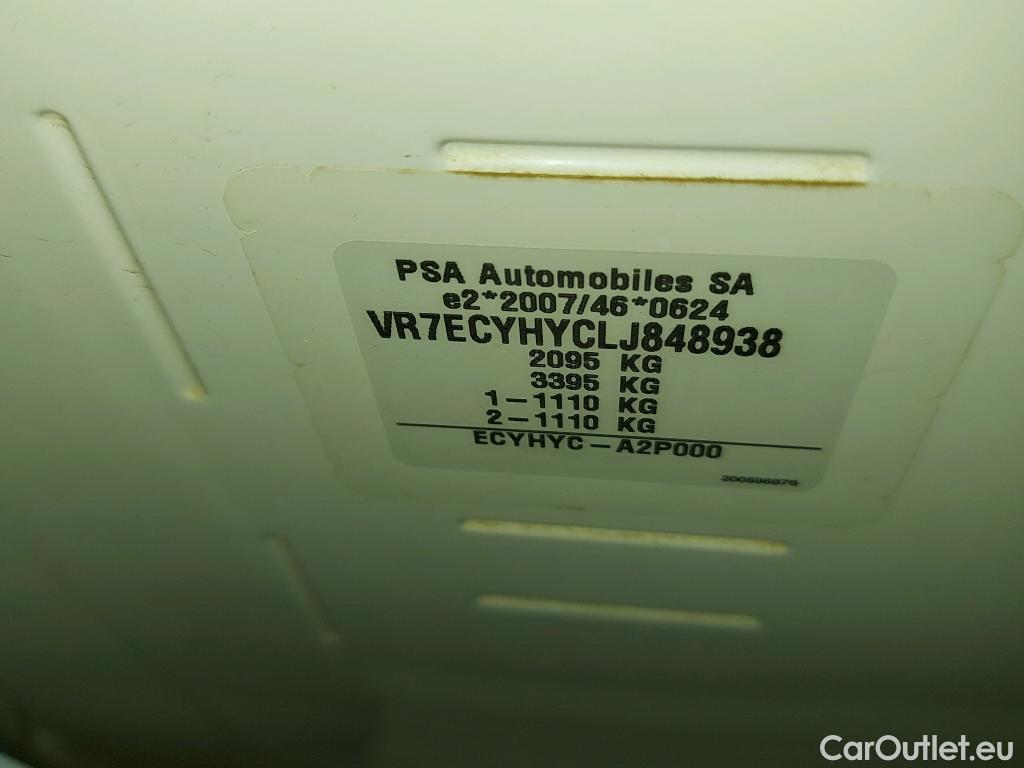 PSA Automobiles SA
e2*2007/46*0624
VR7ECYHYCLJ848938
2095 KG
3395 KG
1-1110 KG
2-1110 KG
ECYHYC-A2P000
200596876
CarOutlet.eu